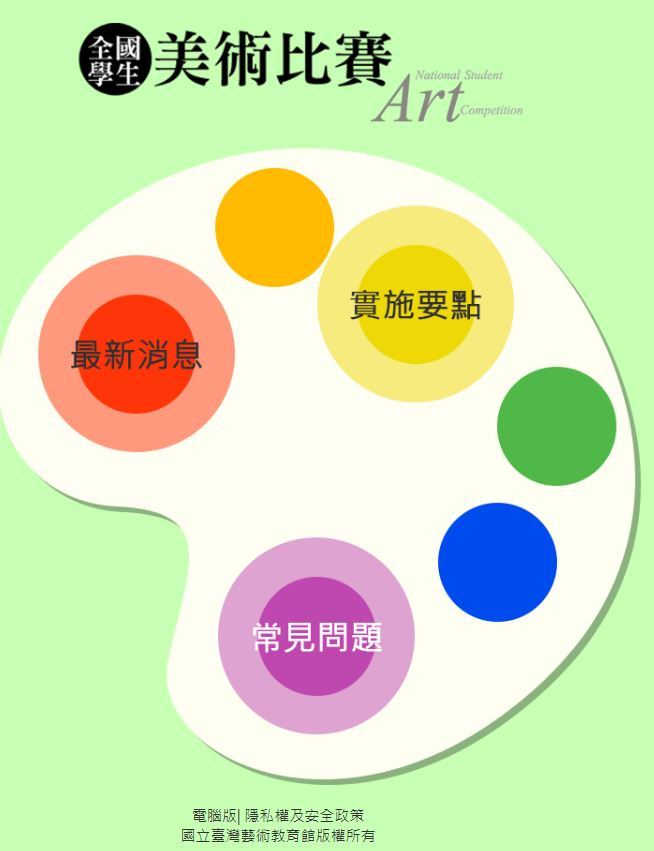 全國
學生
美術比賽
National Student
Art
Competition
實施要點
最新消息
常見問題
電腦版| 隱私權及安全政策
國立臺灣藝術教育館版權所有